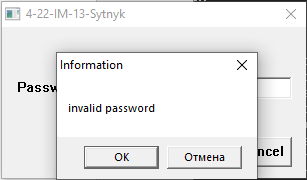 4-22-IM-13-Sytnyk
Information
Passw
invalid password
OK
Отмена
ncel